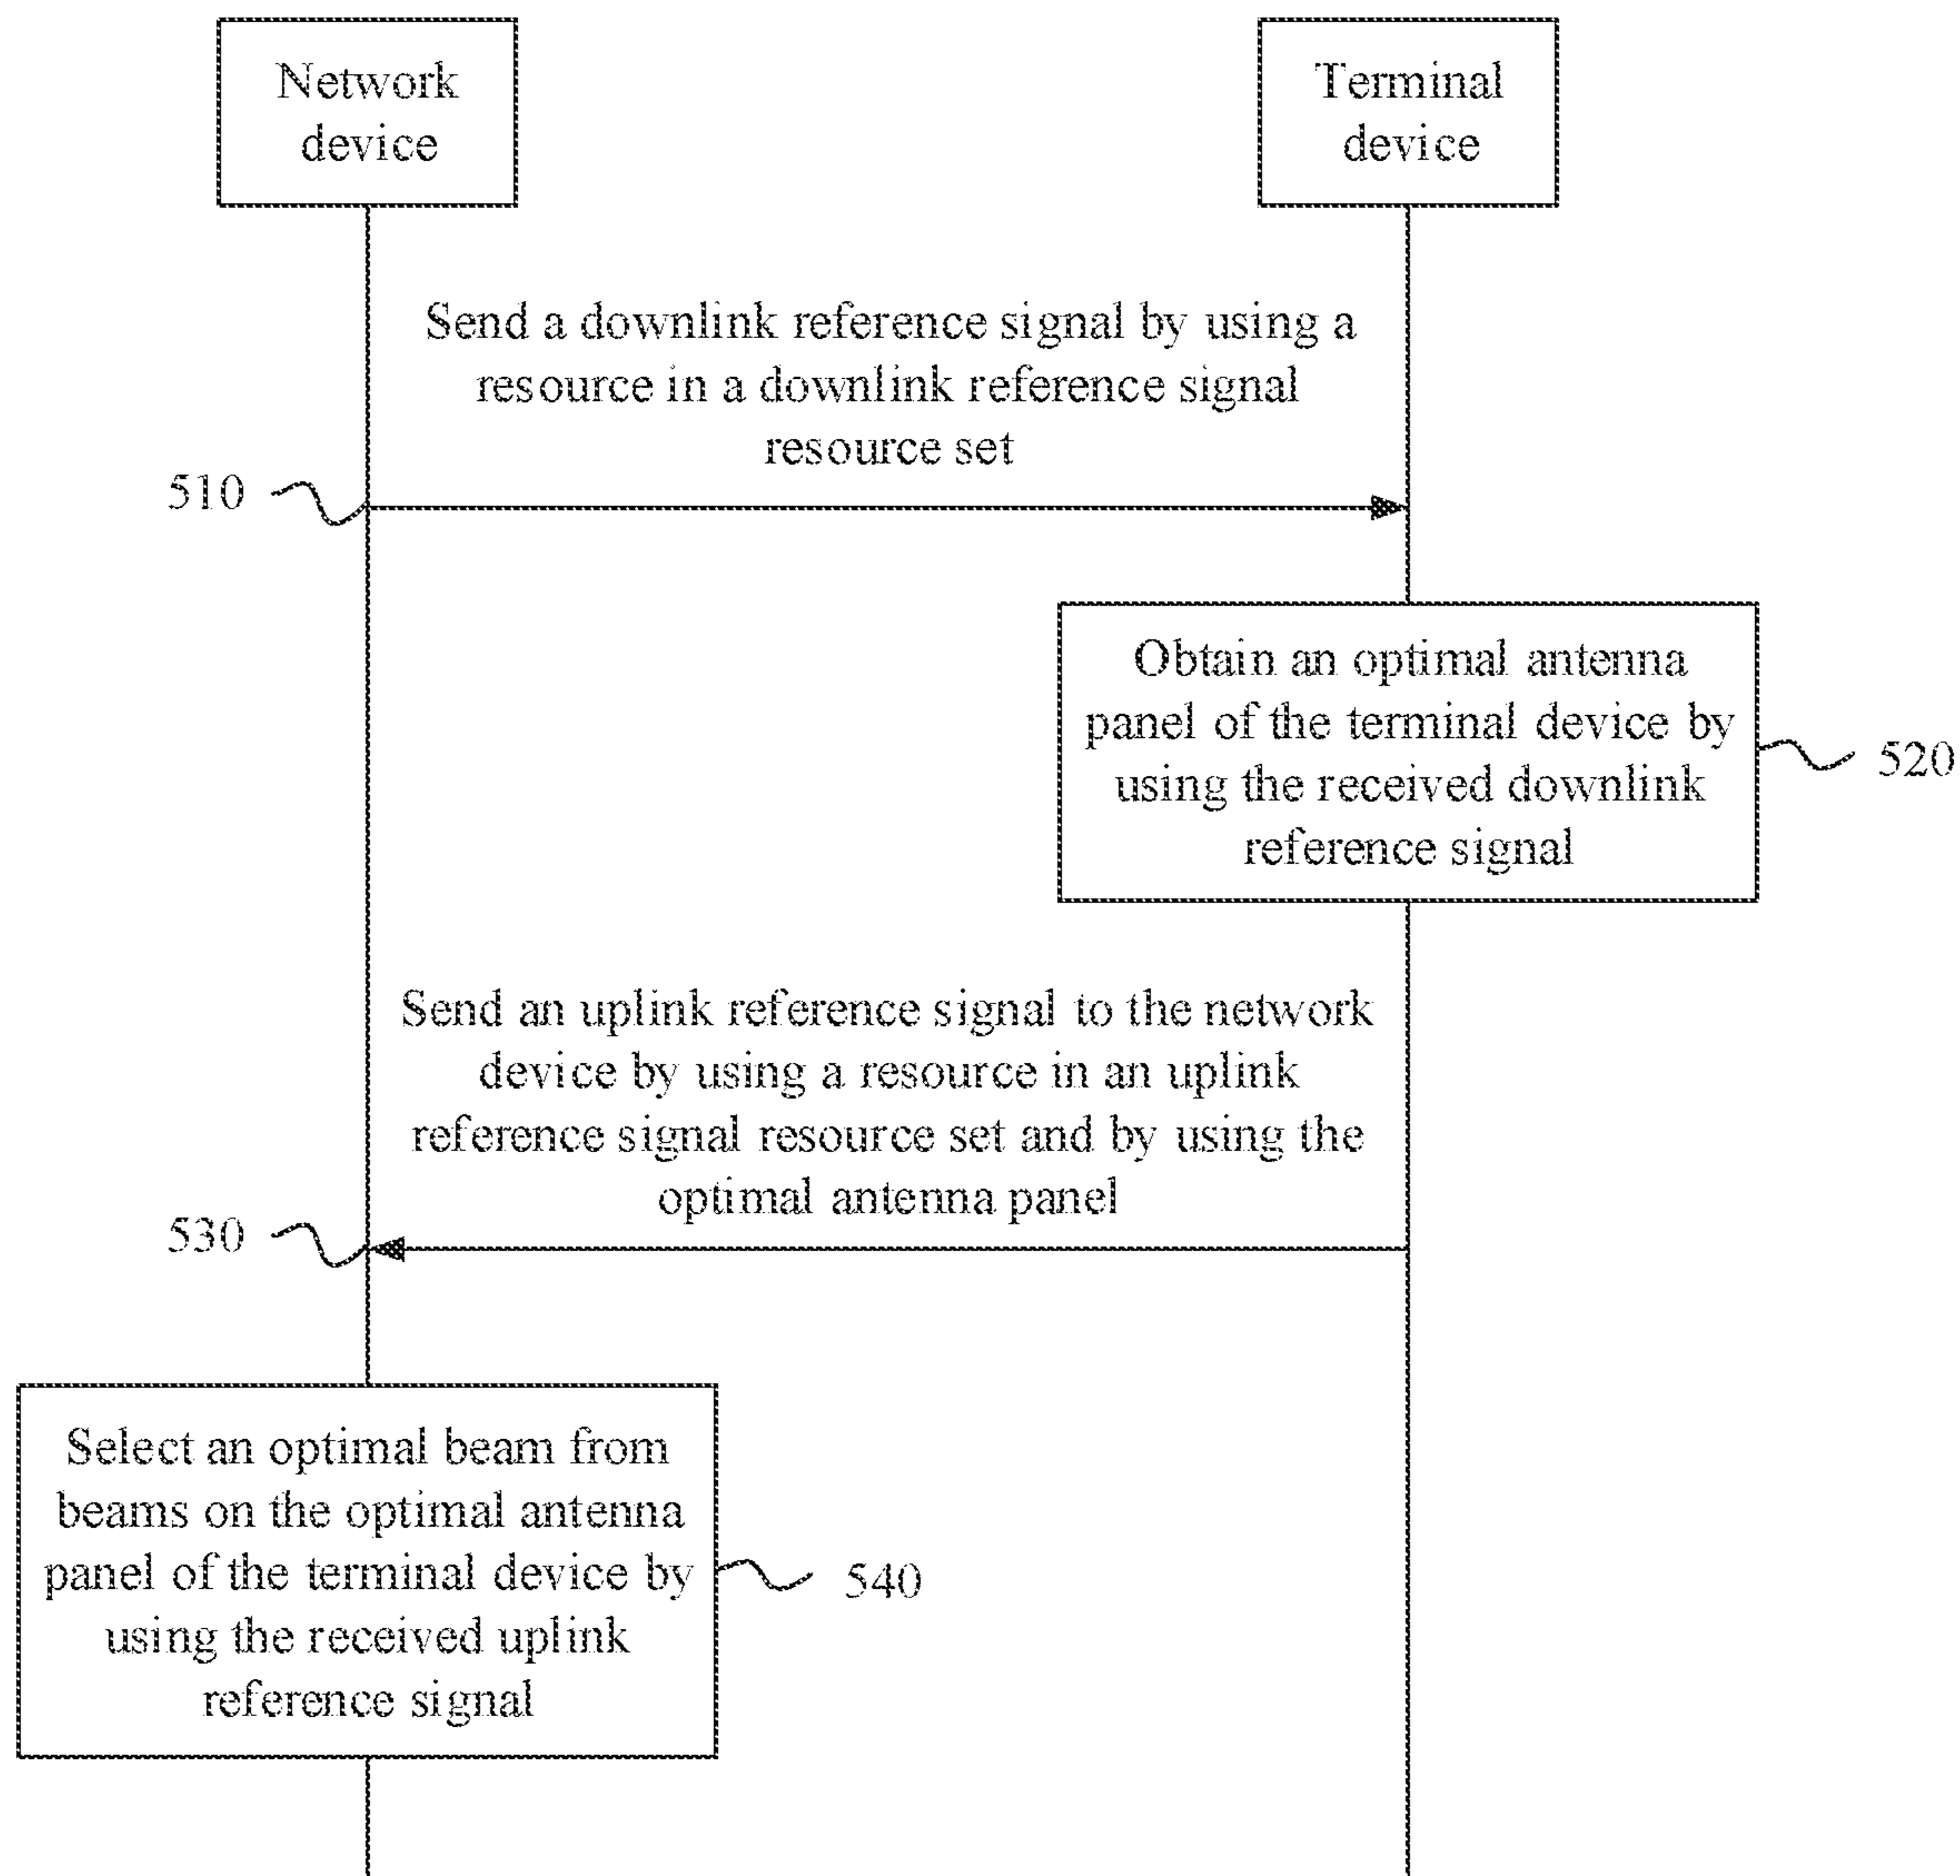 Network
device
Terminal
device
Send a downlink reference signal by using a
resource in a downlink reference signal
resource set
510
Obtain an optimal antenna
panel of the terminal device by
using the received downlink
reference signal
520
Send an uplink reference signal to the network
device by using a resource in an uplink
reference signal resource set and by using the
optimal antenna panel
530
Select an optimal beam from
beams on the optimal antenna
panel of the terminal device by
using the received uplink
reference signal
540